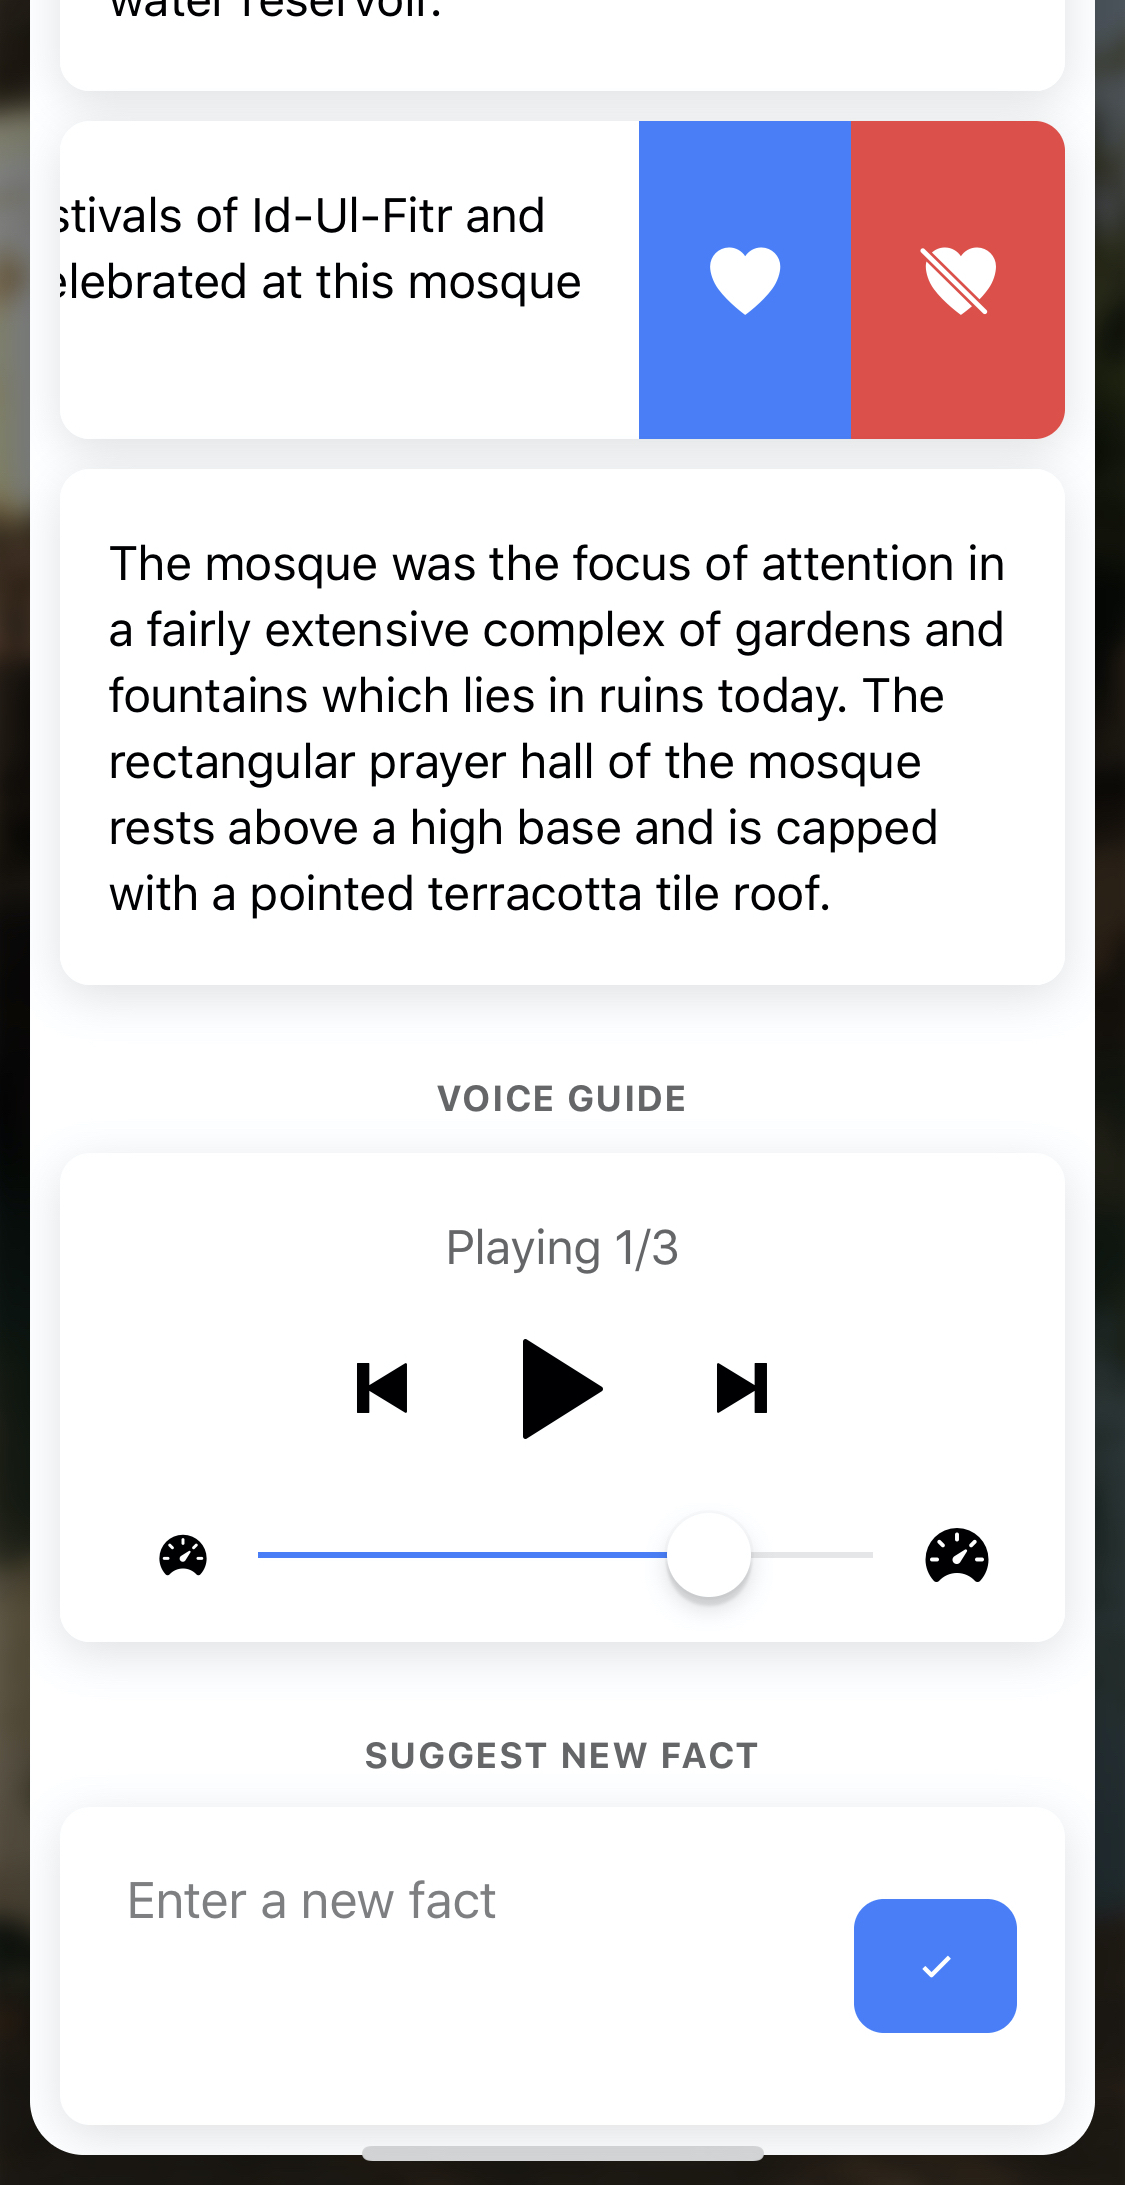 water reservoir.
stivals of Id-Ul-Fitr and
elebrated at this mosque
The mosque was the focus of attention in
a fairly extensive complex of gardens and
fountains which lies in ruins today. The
rectangular prayer hall of the mosque
rests above a high base and is capped
with a pointed terracotta tile roof.
VOICE GUIDE
Playing 1/3
SUGGEST NEW FACT
Enter a new fact